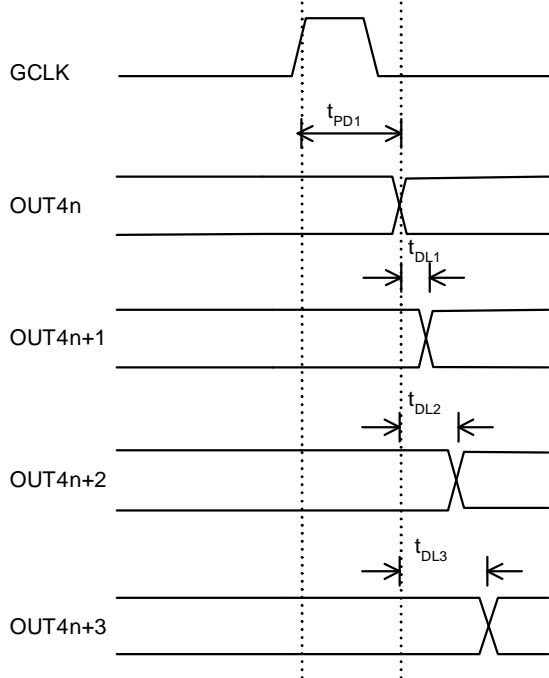 GCLK
tPD1
OUT4n
tDL1
OUT4n+1
tDL2
OUT4n+2
tDL3
OUT4n+3